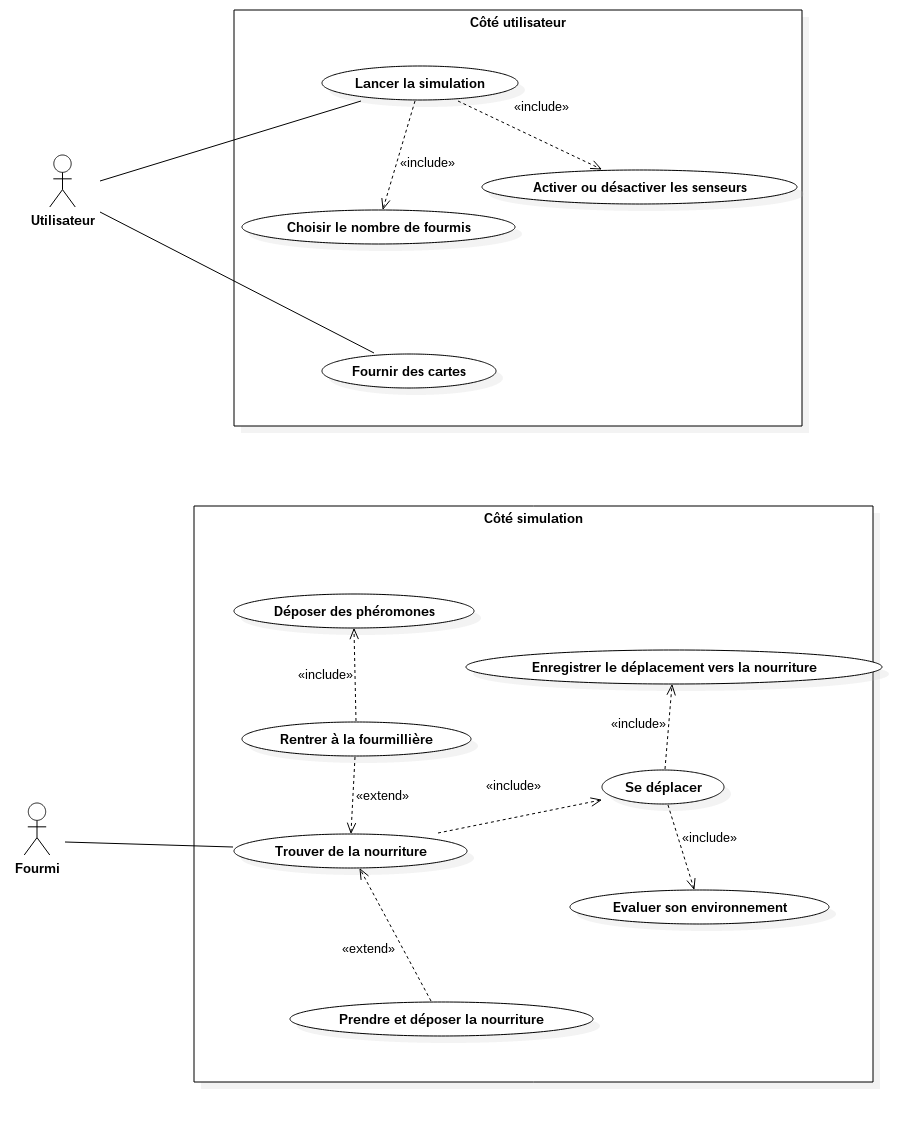 Côté utilisateur
Lancer la simulation
«include»
«include»
Activer ou désactiver les senseurs
Utilisateur
Choisir le nombre de fourmis
Fournir des cartes
Côté simulation
Déposer des phéromones
Enregistrer le déplacement vers la nourriture
«include»
«include»
Rentrer à la fourmillière
Se déplacer
«include»
«extend»
«include»
Trouver de la nourriture
Fourmi
Evaluer son environnement
«extend»
Prendre et déposer la nourriture